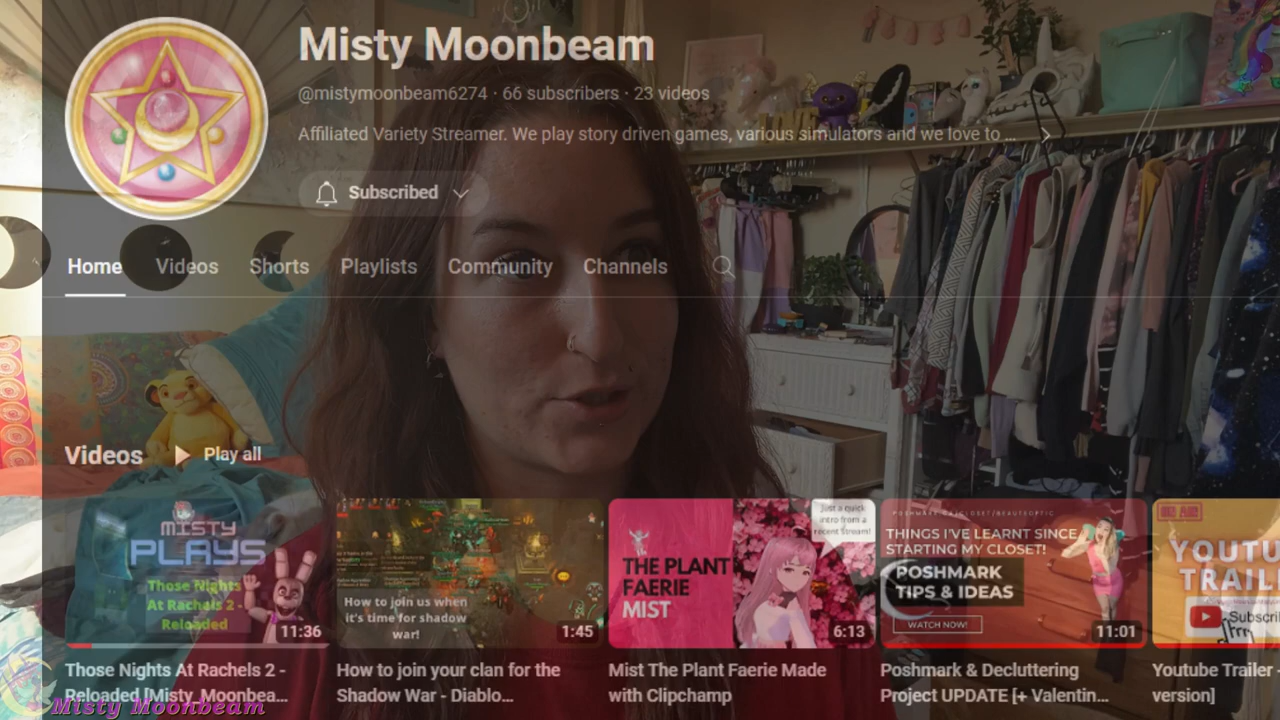 Misty Moonbeam
@mistymoonbeam6274 · 66 subscribers · 23 videos
Affiliated Variety Streamer. We play story driven games, various simulators and we love to ...
Subscribed
Home Videos Shorts Playlists Community Channels
LOVE
Videos Play all
MISTY
PLAYS
Those Nights
At Rachels 2 -
Reloaded
11:36
How to join us when
it's time for shadow
war!
1:45
THE PLANT
FAERIE
MIST
Just a quick
intro from a
recent Stream!
6:13
POSHMARK
THINGS I'VE LEARNT SINCE
STARTING MY CLOSET!
POSHMARK
TIPS & IDEAS
WATCH NOW!
11:01
YOUTU
TRAIL
Subscri
Those Nights At Rachels 2 -
Reloaded [Misty_Moonbea...
How to join your clan for the
Shadow War - Diablo...
Mist The Plant Faerie Made
with Clipchamp
Poshmark & Decluttering
Project UPDATE [+ Valentin...
Youtube Trailer -
version]
Misty Moonbeam